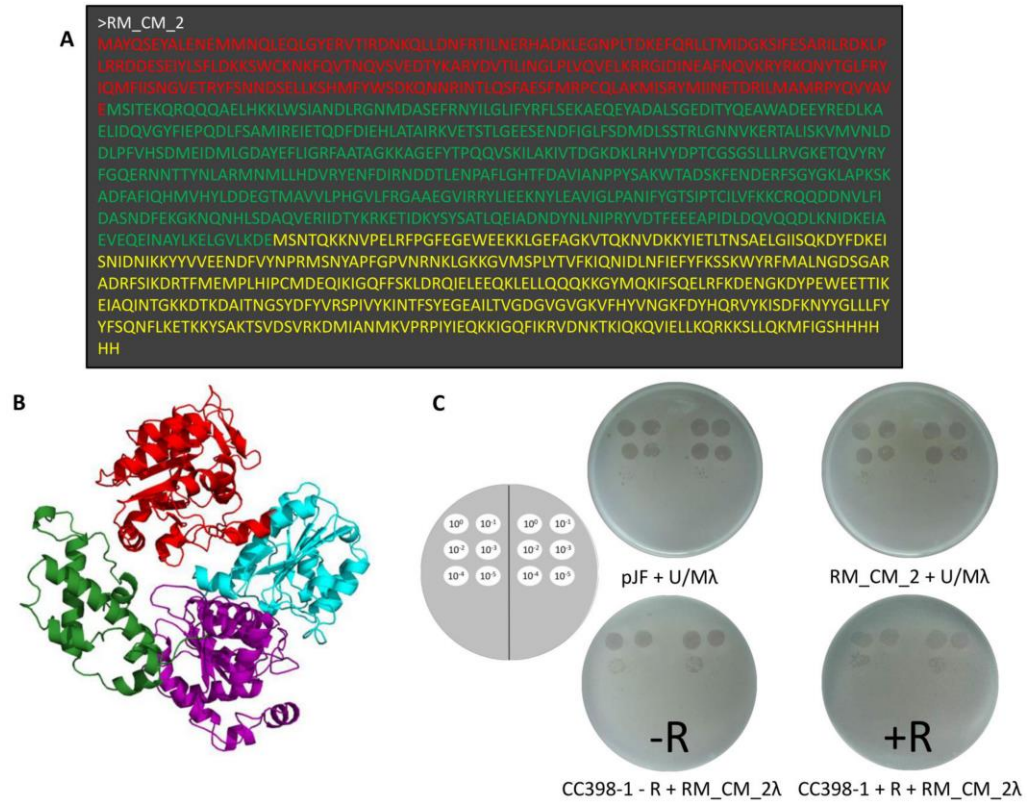 A
>RM_CM_2
MAYQSEYALENEMMNQLEQLGYERVTIRDNKQLLDNFRTILNERHADKLEGNPLTDKEFQRLLTMIDGKSIFESARILRDKLP
LRRDDESEIYLSFLDKKSWCKNKFQVTNQVSVEDTYKARYDVTILINGLPLVQVELKRRGIDINEAFNQVKRYRKQNYTGLFRY
IQMFIISNGVETRYFSNNDSELLKSHMFYWSDKQNNRINTLQSFAESFMRPCQLAKMISRYMIINETDRILMAMRPYQVYAV
EMSITEKQRQQQAELHKKLWSIANDLRGNMDASEFRNYILGLIFYRFLSEKAEQEYADALSGEDITYQEAWADEEYREDLKA
ELIDQVGYFIEPQDLFSAMIREIETQDFDIEHLATAIRKVETSTLGEESENDFIGLFSDMDLSSTRLGNNVKERTALISKVMVNLD
DLPFVHSDMEIDMLGDAYEFLIGRFAATAGKKAGEFYTPQQVSKILAKIVTDGKDKLRHVYDPTCGSGSLLLRVGKETQVYRY
FGQERNNTTYNLARMNMLLHDVRYENFDIRNDDTLENPAFLGHTFDAVIANPPYSAKWTADSKFENDERFSGYGKLAPKSK
ADFAFIQHMVHYLDDEGTMAVVLPHGVLFRGAAEGVIRRYLIEEKNYLEAVIGLPANIFYGTSIPTCILVFKKCRQQDDNVLFI
DASNDFEKGKNQNHLSDAQVERIIDTYKRKETIDKYSYSATLQEIADNDYNLNIPRYVDTFEEEAPIDLDQVQQDLKNIDKEIA
EVEQEINAYLKELGVLKDEMSNTQKKNVPELRFPGFEGEWEEKKLGEFAGKVTQKNVDKKYIETLTNSAELGIISQKDYFDKEI
SNIDNIKKYYVVEENDFVYNPRMSNYAPFGPVNRNKLGKKGVMSPLYTVFKIQNIDLNFIEFYFKSSKWYRFMALNGDSGAR
ADRFSIKDRTFMEMPLHIPCMDEQIKIGQFFSKLDRQIELEEQKLELLQQQKKGYMQKIFSQELRFKDENGKDYPEWEETTIK
EIAQINTGKKDTKDAITNGSYDFYVRSPIVYKINTFSYEGEAILTVGDGVGVGKVFHYVNGKFDYHQRVYKISDFKNYYGLLLFY
YFSQNFLKETKKYSAKTSVDSVRKDMIANMKVPRPIYIEQKKIGQFIKRVDNKTKIQKQVIELLKQRKKSLLQKMFIGSHHHH
HH
B
C
10⁰ 10⁻¹ 10⁰ 10⁻¹
10⁻² 10⁻³ 10⁻² 10⁻³
10⁻⁴ 10⁻⁵ 10⁻⁴ 10⁻⁵
pJF + U/Mλ
RM_CM_2 + U/Mλ
-R
+R
CC398-1 - R + RM_CM_2λ
CC398-1 + R + RM_CM_2λ